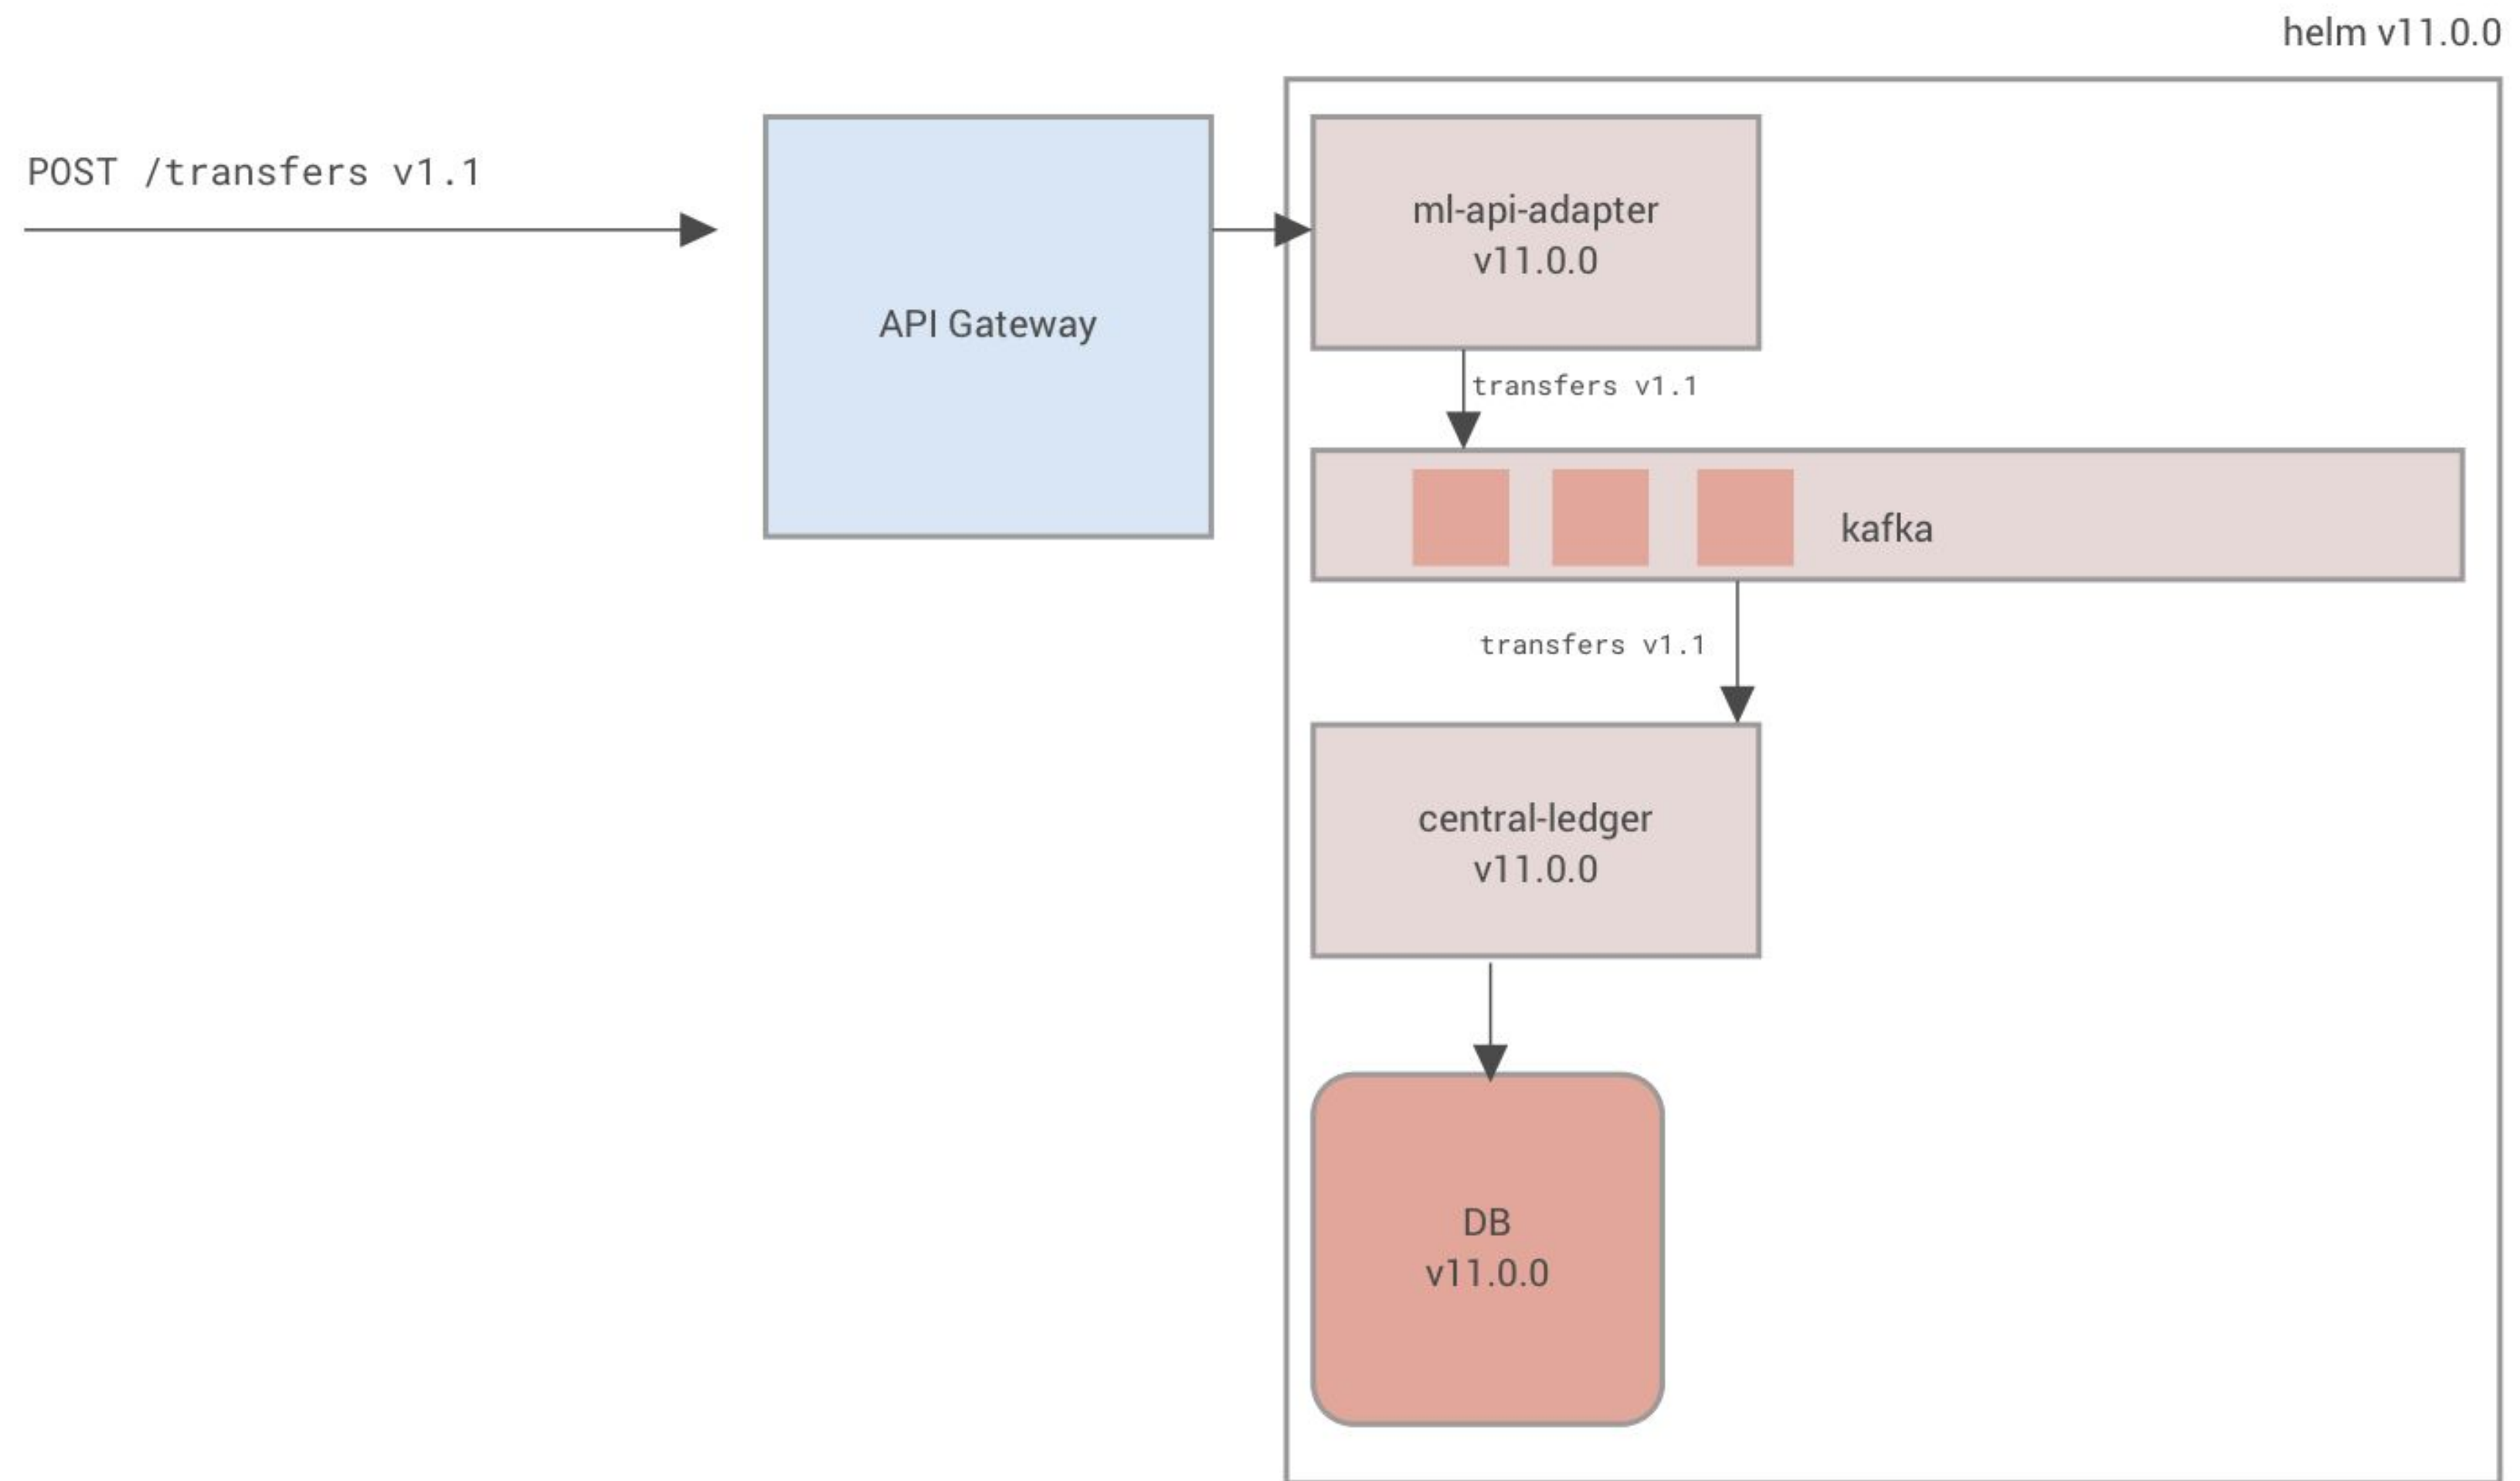 helm v11.0.0
POST /transfers v1.1
API Gateway
ml-api-adapter
v11.0.0
transfers v1.1
kafka
transfers v1.1
central-ledger
v11.0.0
DB
v11.0.0